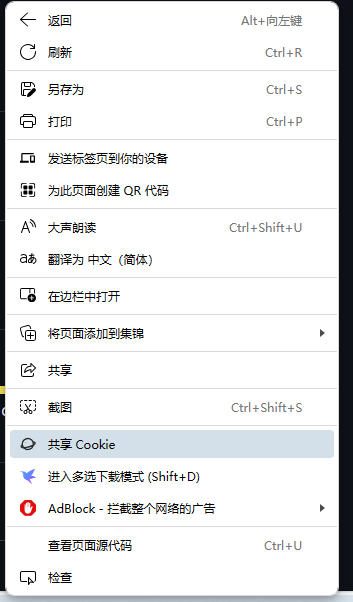 返回 Alt+向左键
刷新 Ctrl+R
另存为 Ctrl+S
打印 Ctrl+P
发送标签页到你的设备
为此页面创建 QR 代码
大声朗读 Ctrl+Shift+U
翻译为 中文（简体）
在边栏中打开
将页面添加到集锦
共享
截图 Ctrl+Shift+S
共享 Cookie
进入多选下载模式 (Shift+D)
AdBlock - 拦截整个网络的广告
查看页面源代码 Ctrl+U
检查